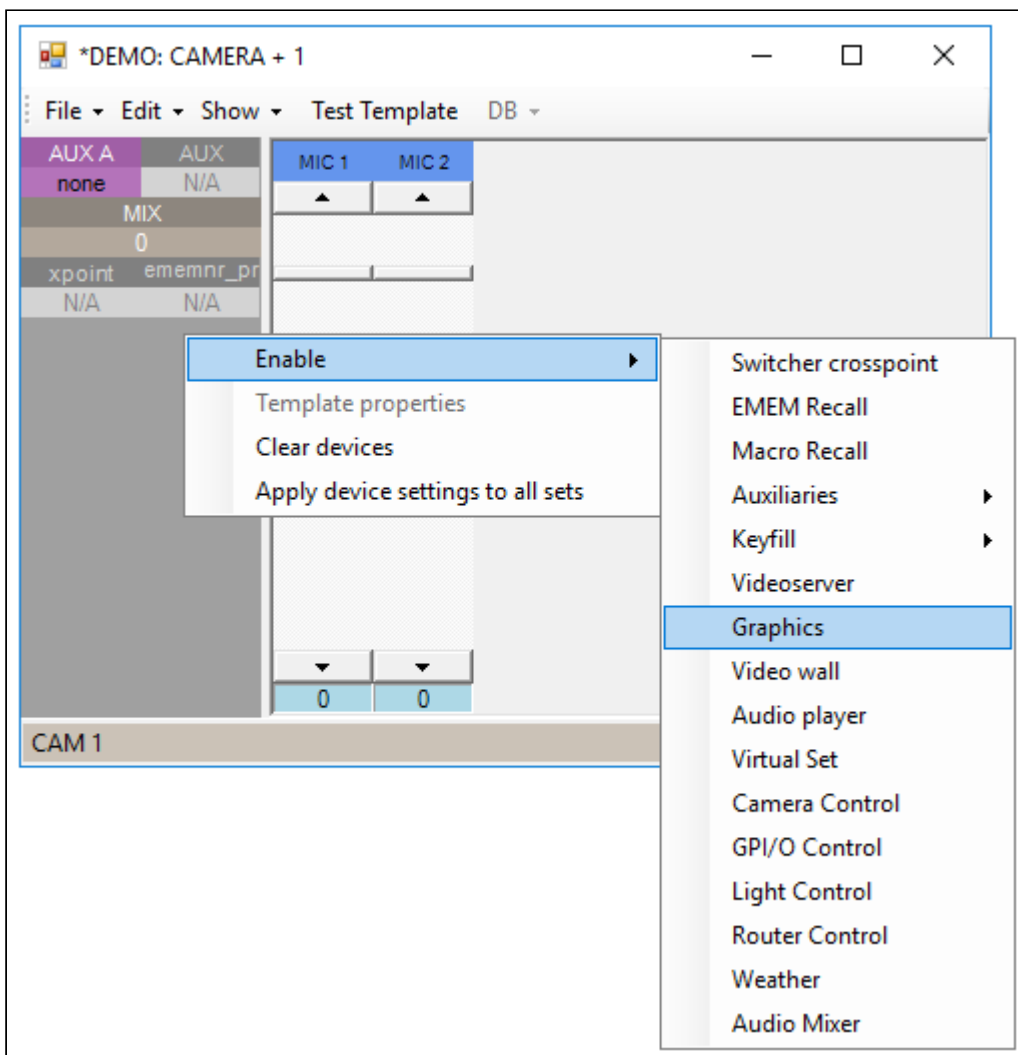 *DEMO: CAMERA + 1
File Edit Show Test Template DB
AUX A AUX MIC 1 MIC 2
none N/A
MIX
0
xpoint ememnr_pr
N/A N/A
Enable
Template properties
Clear devices
Apply device settings to all sets
Switcher crosspoint
EMEM Recall
Macro Recall
Auxiliaries
Keyfill
Videoserver
Graphics
Video wall
Audio player
Virtual Set
Camera Control
GPI/O Control
Light Control
Router Control
Weather
Audio Mixer
0 0
CAM 1